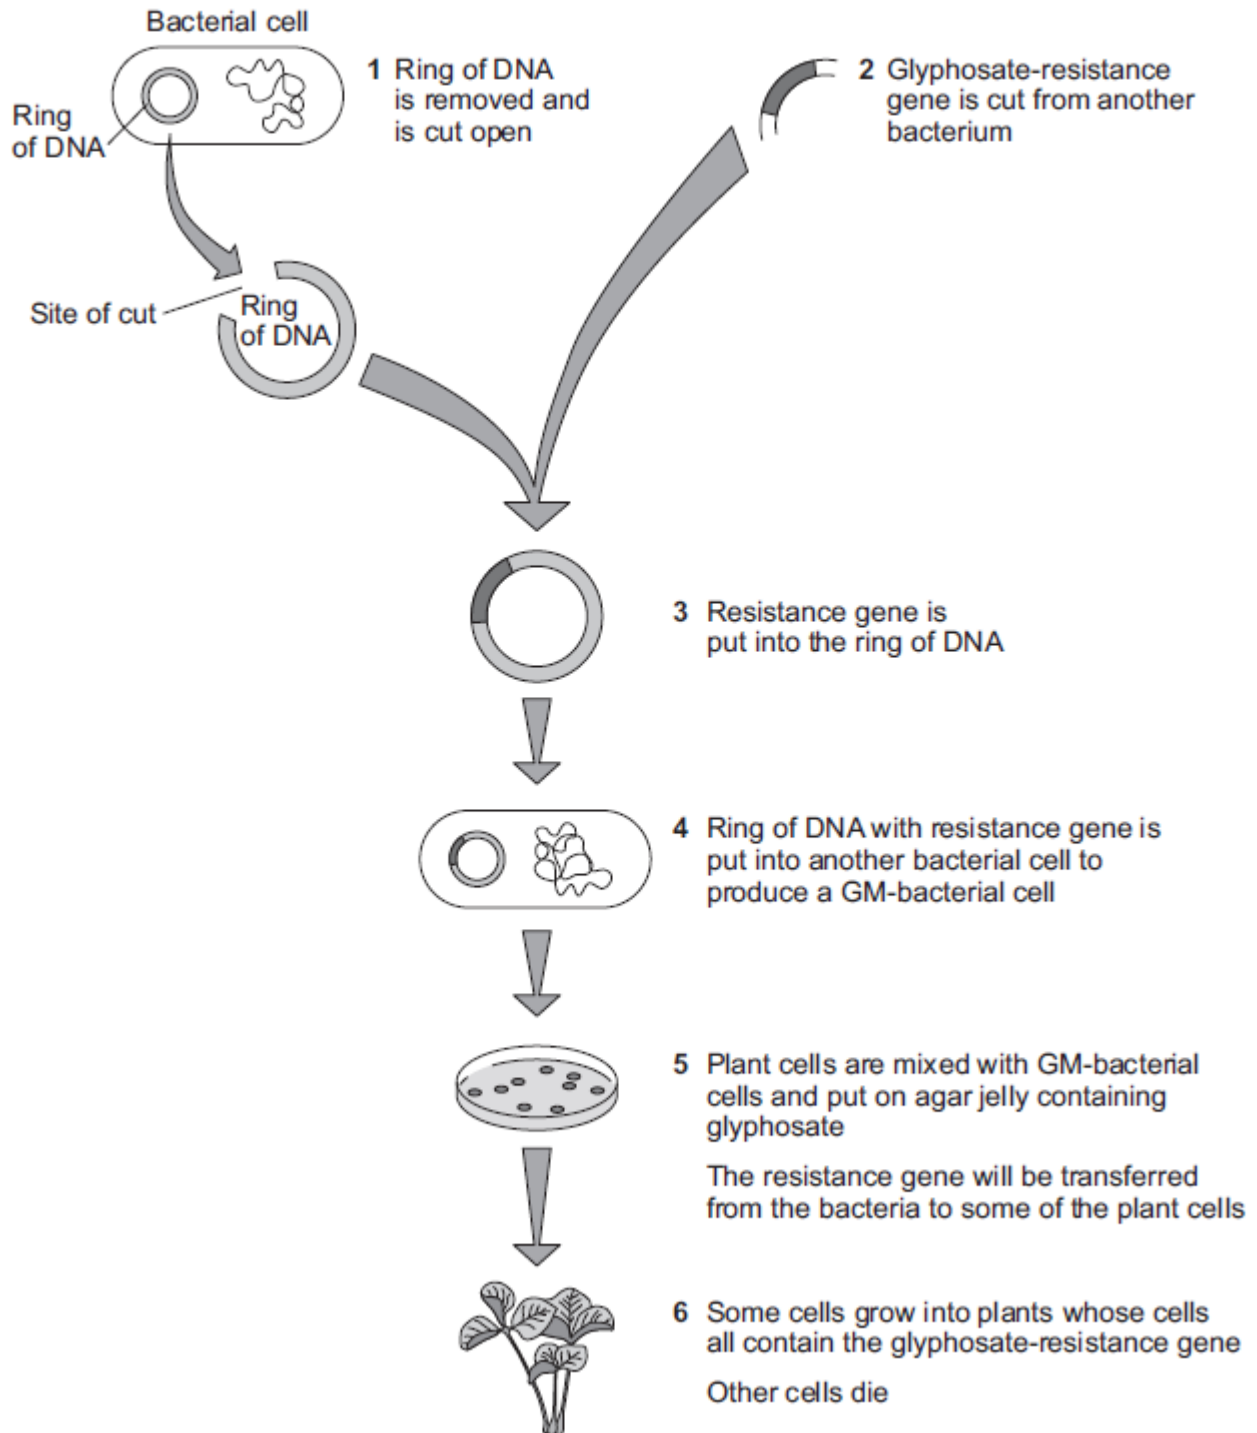 Bacterial cell
Ring
of DNA
1 Ring of DNA
is removed and
is cut open
2 Glyphosate-resistance
gene is cut from another
bacterium
Site of cut
Ring
of DNA
3 Resistance gene is
put into the ring of DNA
4 Ring of DNA with resistance gene is
put into another bacterial cell to
produce a GM-bacterial cell
5 Plant cells are mixed with GM-bacterial
cells and put on agar jelly containing
glyphosate
The resistance gene will be transferred
from the bacteria to some of the plant cells
6 Some cells grow into plants whose cells
all contain the glyphosate-resistance gene
Other cells die